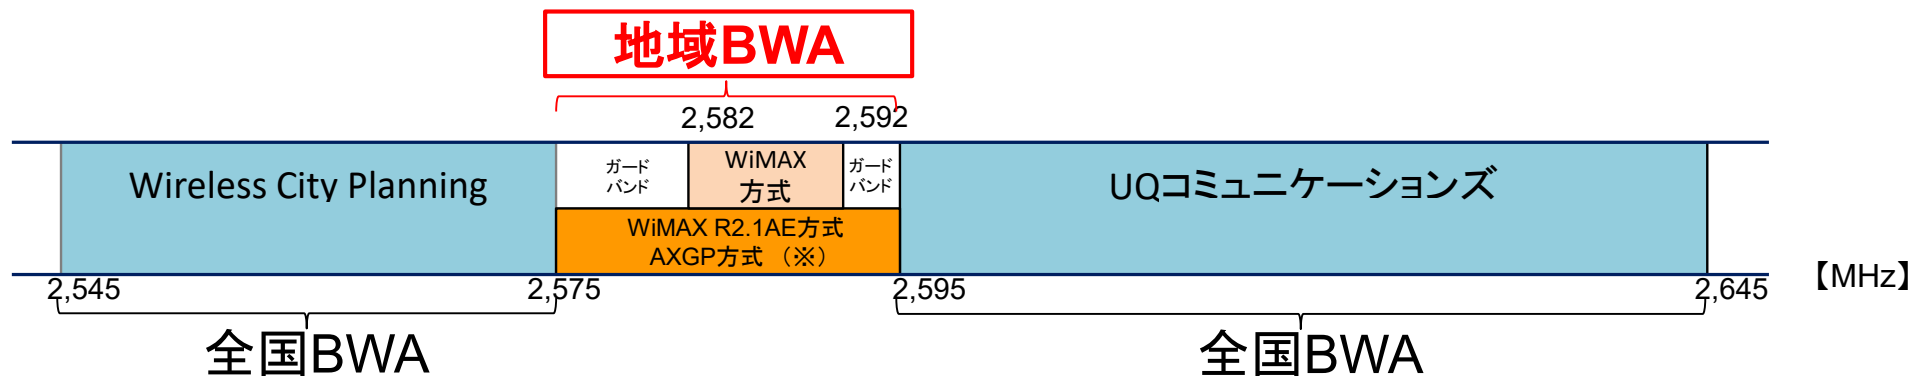 地域BWA
2,582
2,592
Wireless City Planning
ガード
バンド
WiMAX
方式
ガード
バンド
UQコミュニケーションズ
WiMAX R2.1AE方式
AXGP方式 （※）
2,545
2,575
2,595
2,645
【MHz】
全国BWA
全国BWA